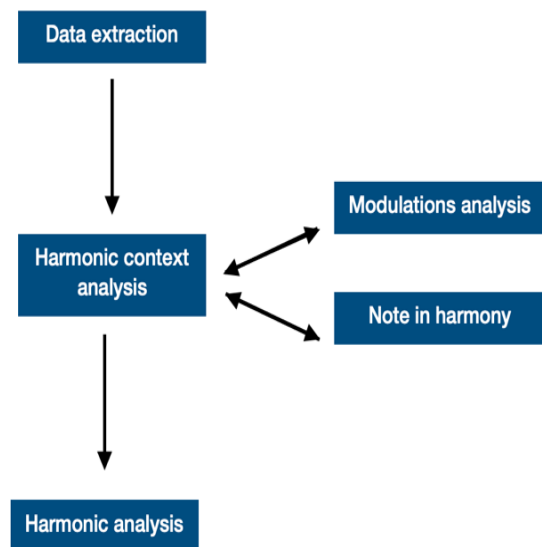 Data extraction
Modulations analysis
Harmonic context
analysis
Note in harmony
Harmonic analysis